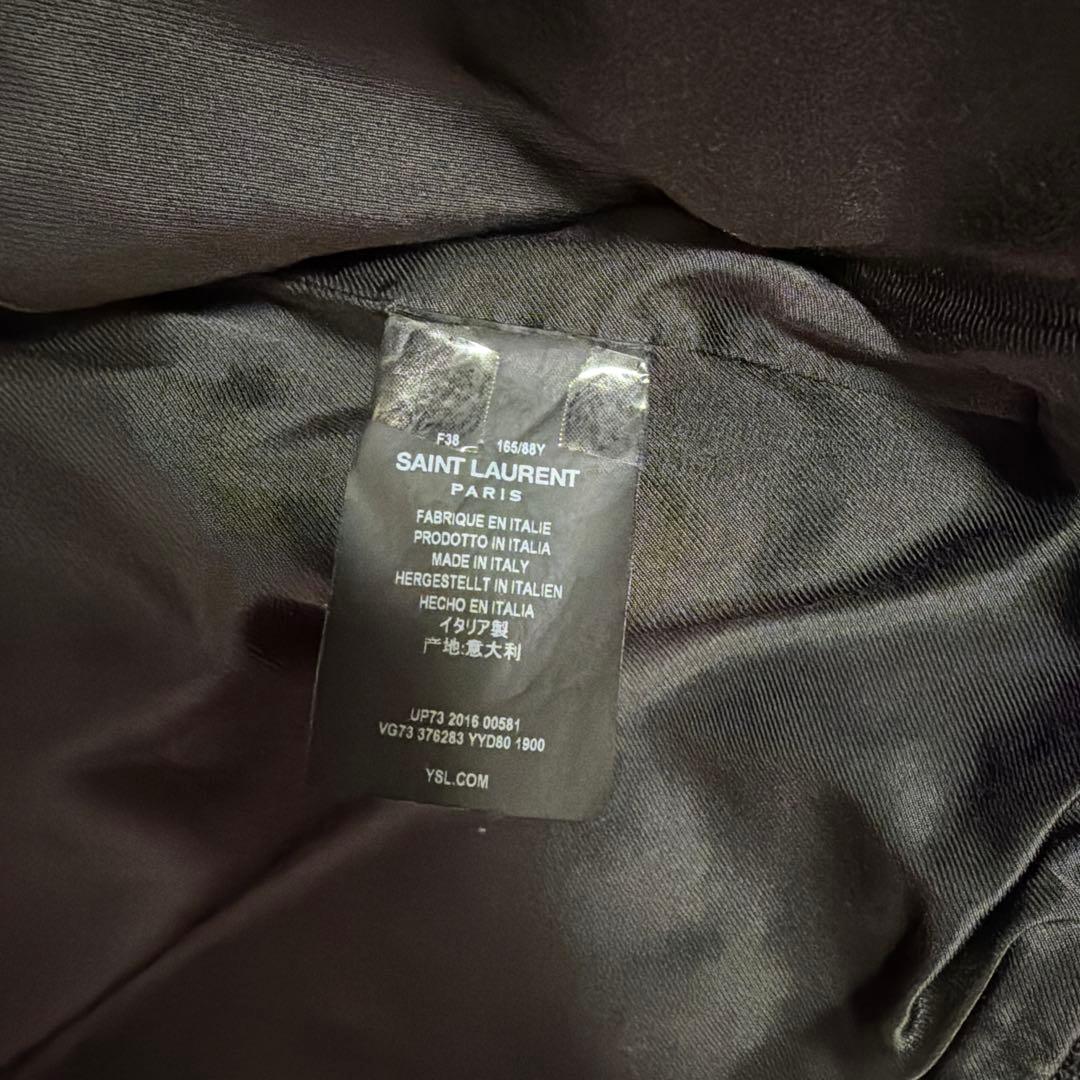 F38 165/88Y
SAINT LAURENT
PARIS
FABRIQUE EN ITALIE
PRODOTTO IN ITALIA
MADE IN ITALY
HERGESTELLT IN ITALIEN
HECHO EN ITALIA
イタリア製
产地:意大利
UP73 2016 00581
VG73 376283 YYD80 1900
YSL.COM